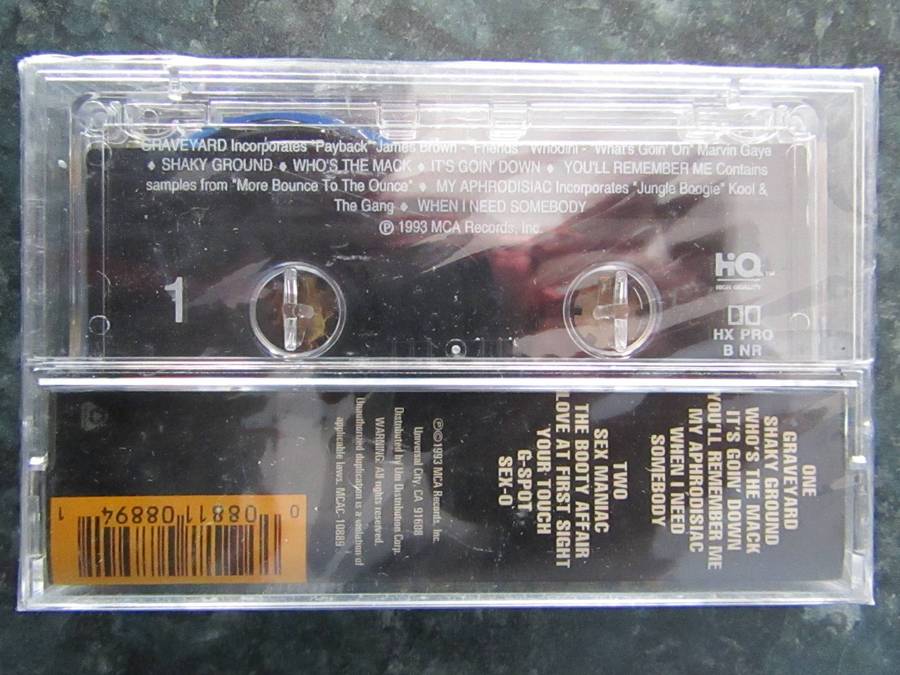 GRAVEYARD Incorporates "Payback" James Brown - "Friends" Whodini - "What's Goin' On" Marvin Gaye
♦ SHAKY GROUND ♦ WHO'S THE MACK ♦ IT'S GOIN' DOWN ♦ YOU'LL REMEMBER ME Contains
samples from "More Bounce To The Ounce" ♦ MY APHRODISIAC Incorporates "Jungle Boogie" Kool &
The Gang ♦ WHEN I NEED SOMEBODY
℗ 1993 MCA Records, Inc.
1
HiQ™
HIGH QUALITY
HX PRO
B NR
ONE
GRAVEYARD
SHAKY GROUND
WHO'S THE MACK
IT'S GOIN' DOWN
YOU'LL REMEMBER ME
MY APHRODISIAC
WHEN I NEED
SOMEBODY
TWO
SEX MANIAC
THE BOOTY AFFAIR
LOVE AT FIRST SIGHT
YOUR TOUCH
G-SPOT
SEX-O
℗©1993 MCA Records, Inc.
Universal City, CA 91608
Distributed by Uni Distribution Corp.
WARNING: All rights reserved.
Unauthorized duplication is a violation of
applicable laws. MCAC-10889
0 08811 08894 1